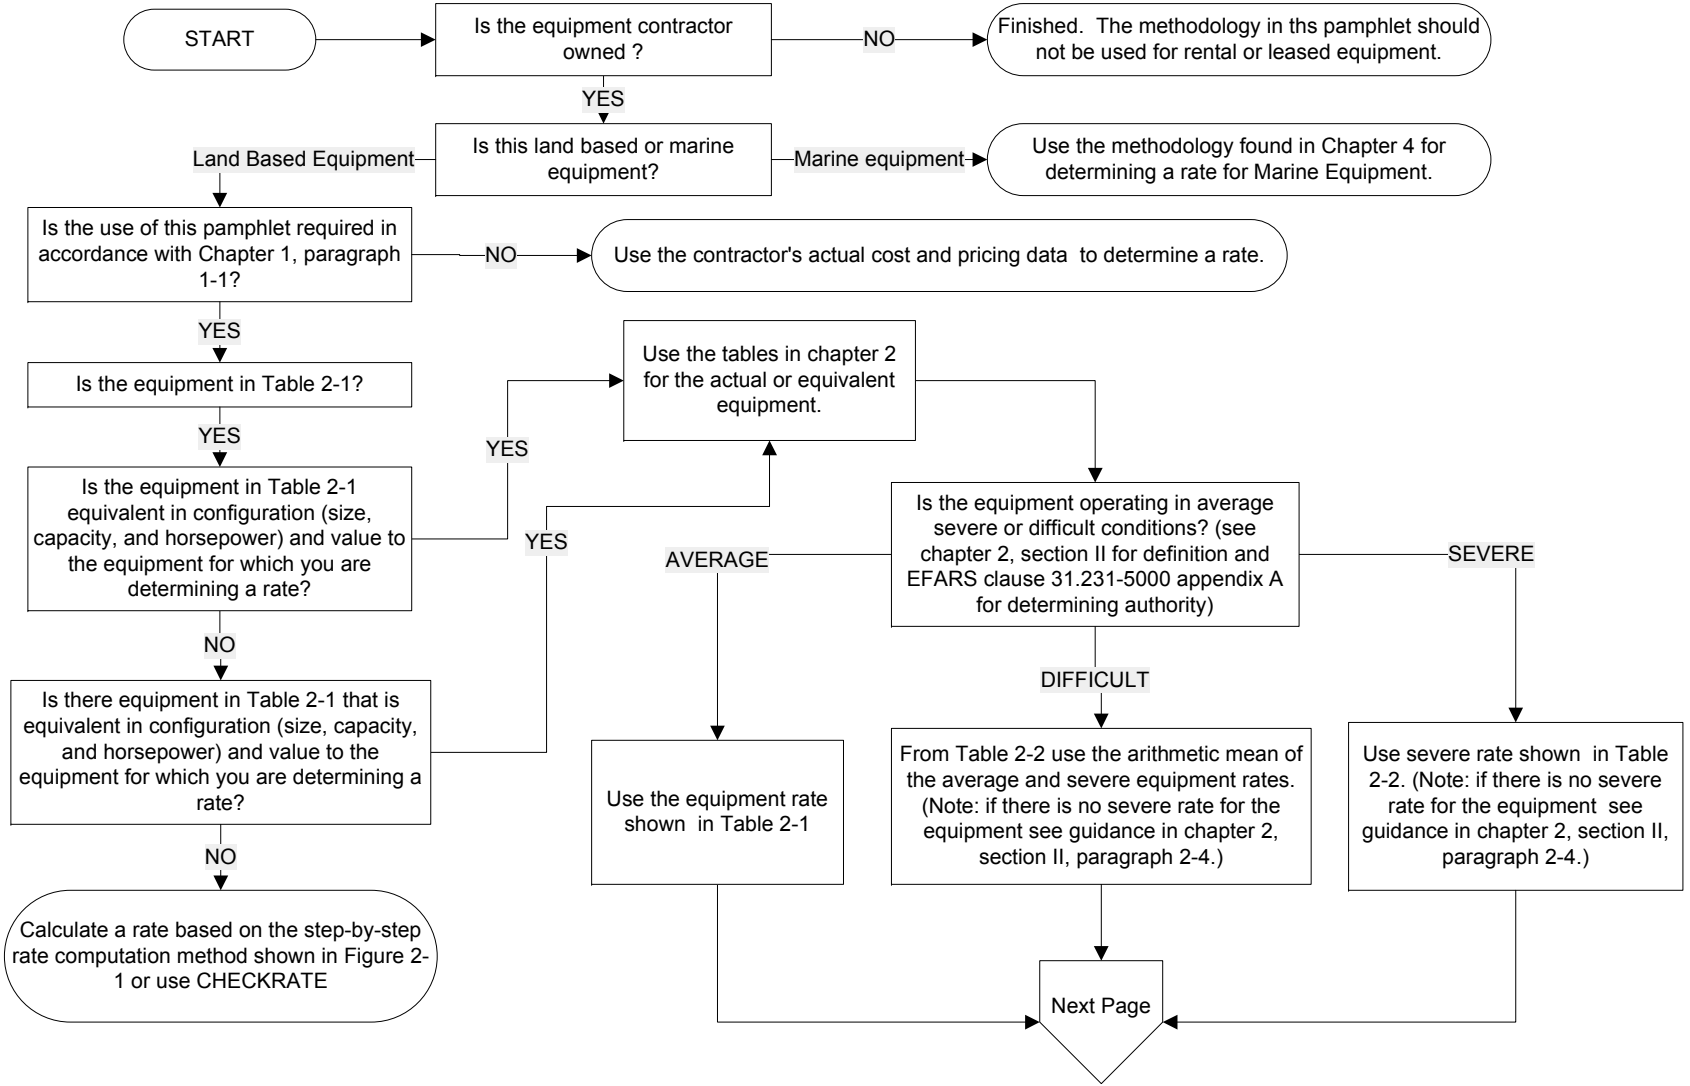 START
Is the equipment contractor
owned ?
NO
Finished.  The methodology in ths pamphlet should
not be used for rental or leased equipment.
YES
Is this land based or marine
equipment?
Land Based Equipment
Marine equipment
Use the methodology found in Chapter 4 for
determining a rate for Marine Equipment.
Is the use of this pamphlet required in
accordance with Chapter 1, paragraph
1-1?
NO
Use the contractor's actual cost and pricing data  to determine a rate.
YES
Is the equipment in Table 2-1?
YES
Is the equipment in Table 2-1
equivalent in configuration (size,
capacity, and horsepower) and value to
the equipment for which you are
determining a rate?
YES
NO
Is there equipment in Table 2-1 that is
equivalent in configuration (size, capacity,
and horsepower) and value to the
equipment for which you are determining a
rate?
YES
NO
Calculate a rate based on the step-by-step
rate computation method shown in Figure 2-
1 or use CHECKRATE
Use the tables in chapter 2
for the actual or equivalent
equipment.
Is the equipment operating in average
severe or difficult conditions? (see
chapter 2, section II for definition and
EFARS clause 31.231-5000 appendix A
for determining authority)
AVERAGE
DIFFICULT
SEVERE
Use the equipment rate
shown  in Table 2-1
From Table 2-2 use the arithmetic mean of
the average and severe equipment rates.
(Note: if there is no severe rate for the
equipment see guidance in chapter 2,
section II, paragraph 2-4.)
Use severe rate shown  in Table
2-2. (Note: if there is no severe
rate for the equipment  see
guidance in chapter 2, section II,
paragraph 2-4.)
Next Page